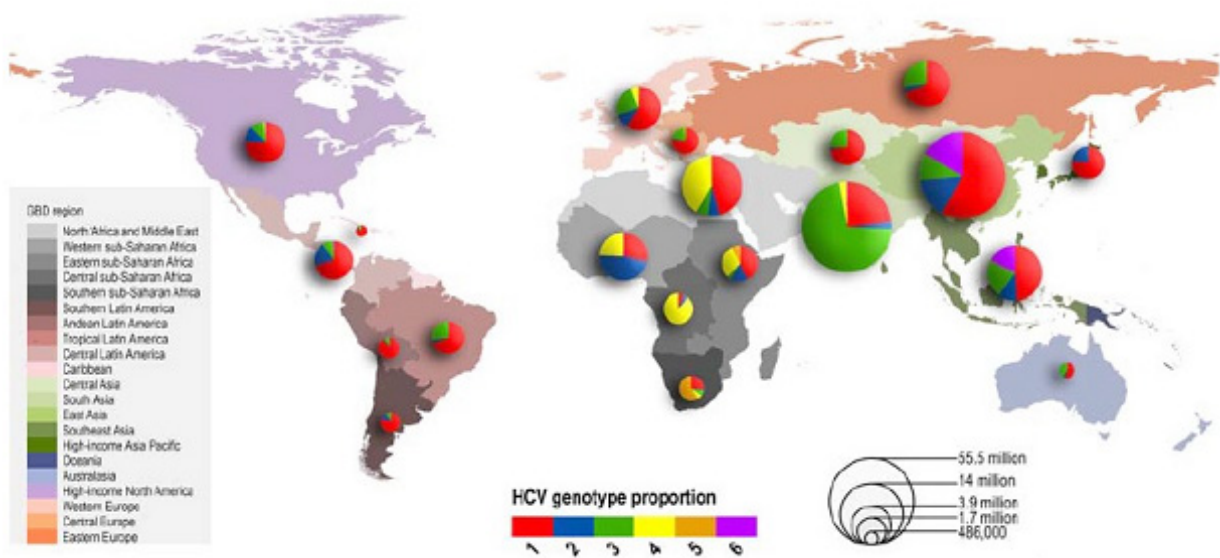 GBD region
North Africa and Middle East
Western sub-Saharan Africa
Eastern sub-Saharan Africa
Central sub-Saharan Africa
Southern sub-Saharan Africa
Southern Latin America
Andean Latin America
Tropical Latin America
Central Latin America
Caribbean
Central Asia
South Asia
East Asia
Southeast Asia
High-income Asia Pacific
Oceania
Australasia
High-income North America
Western Europe
Central Europe
Eastern Europe
HCV genotype proportion
1 2 3 4 5 6
55.5 million
14 million
3.9 million
1.7 million
486,000